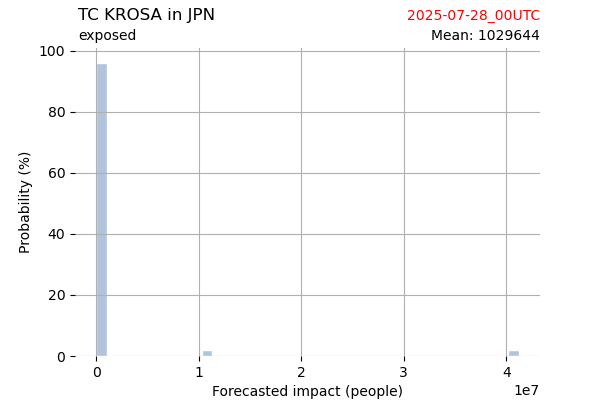 TC KROSA in JPN
2025-07-28_00UTC
exposed
Mean: 1029644
100
80
60
40
20
0
Probability (%)
0 1 2 3 4
1e7
Forecasted impact (people)